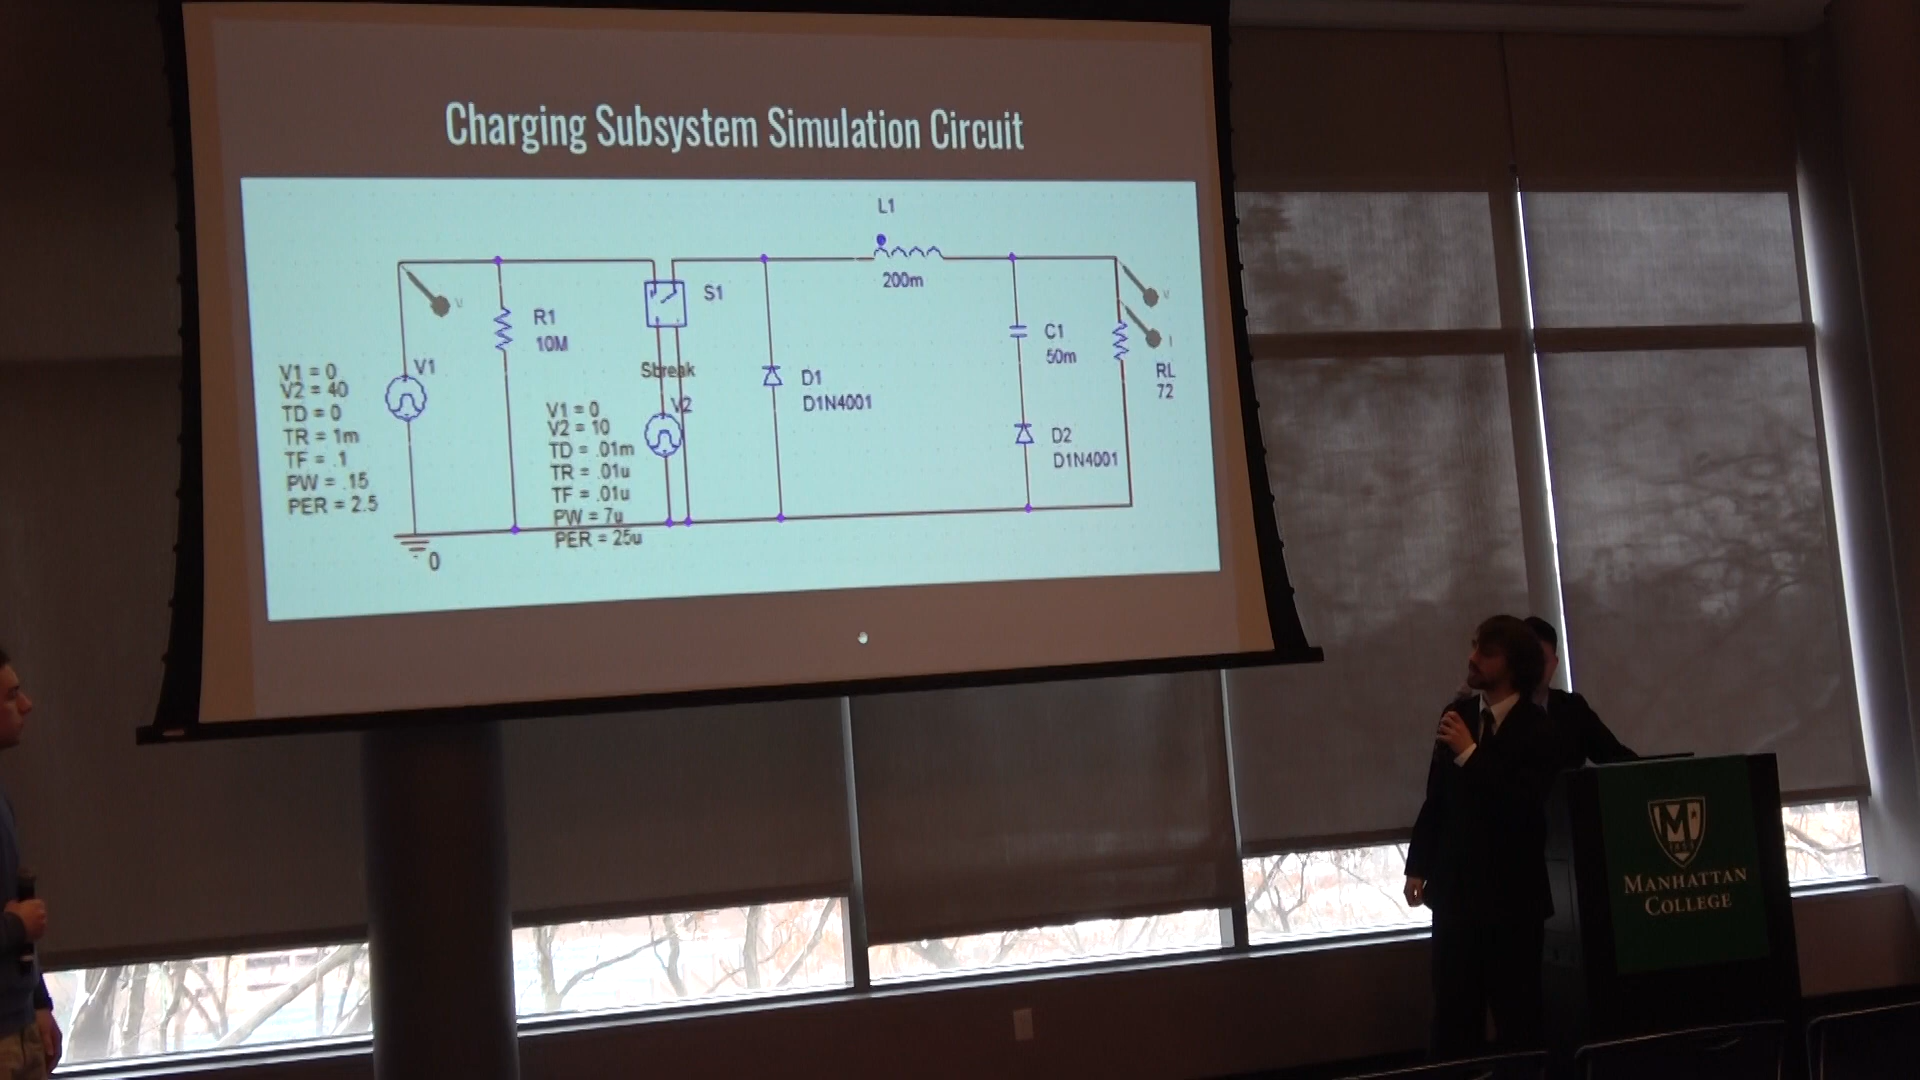 Charging Subsystem Simulation Circuit
L1
200m
S1
R1
10M
V1
V1 = 0
V2 = 40
TD = 0
TR = 1m
TF = .1
PW = .15
PER = 2.5
Sbreak
V2
V1 = 0
V2 = 10
TD = .01m
TR = .01u
TF = .01u
PW = 7u
PER = 25u
D1
D1N4001
C1
50m
D2
D1N4001
RL
72
V
V
I
0
M
MANHATTAN
COLLEGE